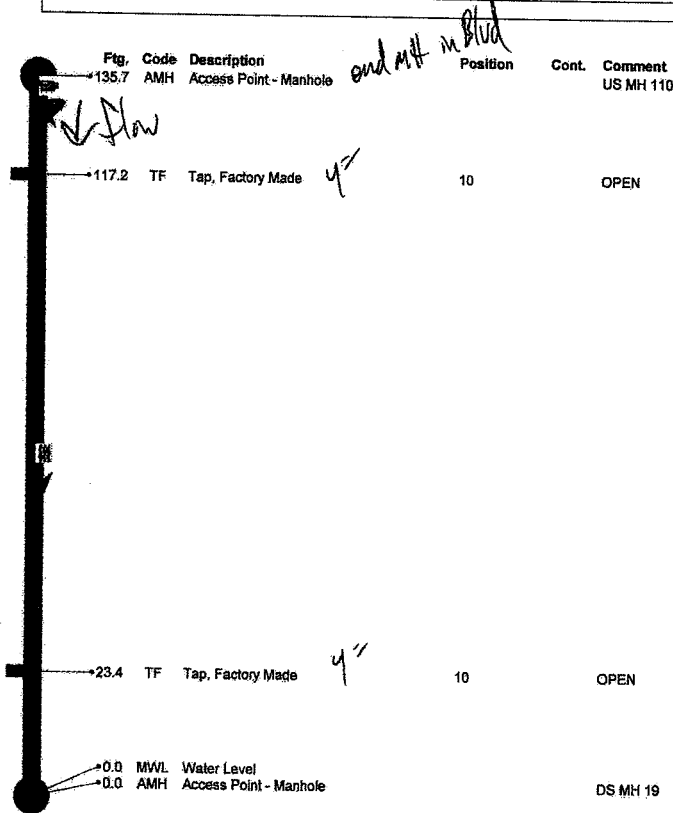 end MH in Blvd
Ftg. Code Description Position Cont. Comment
135.7 AMH Access Point - Manhole US MH 110
↓ Flow
117.2 TF Tap, Factory Made 4" 10 OPEN
23.4 TF Tap, Factory Made 4" 10 OPEN
0.0 MWL Water Level
0.0 AMH Access Point - Manhole DS MH 19